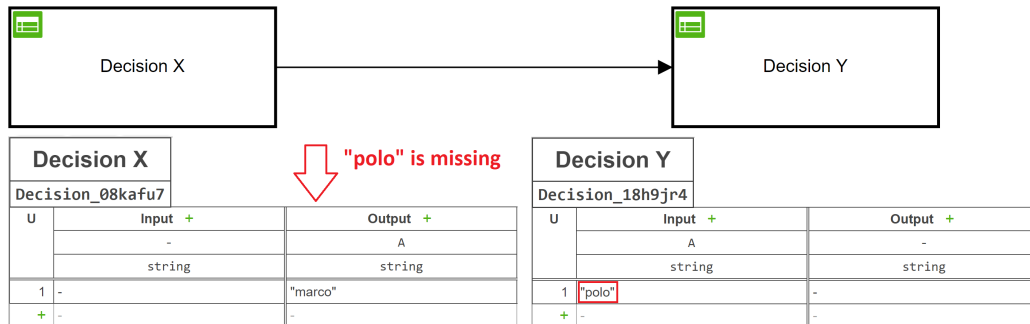 Decision X
Decision Y
Decision X
"polo" is missing
Decision Y
Decision_08kafu7
Decision_18h9jr4
U Input + Output +
- A
string string
1 - "marco"
+ - -
U Input + Output +
A -
string string
1 "polo" -
+ - -